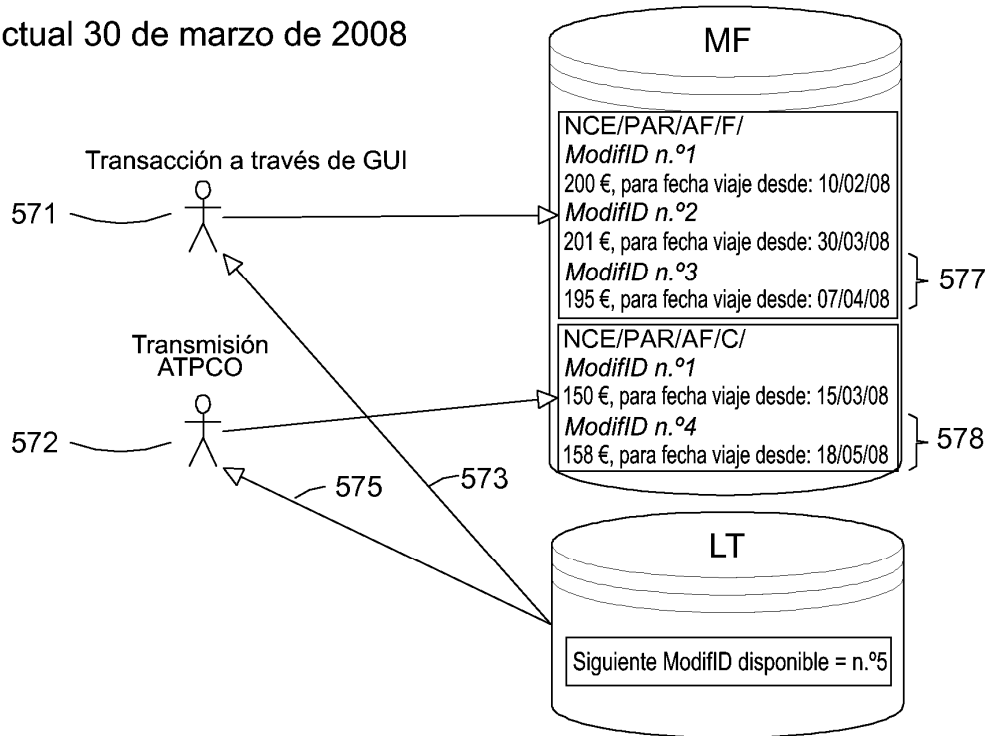 ctual 30 de marzo de 2008
MF
NCE/PAR/AF/F/
ModifID n.º1
200 €, para fecha viaje desde: 10/02/08
ModifID n.º2
201 €, para fecha viaje desde: 30/03/08
ModifID n.º3
195 €, para fecha viaje desde: 07/04/08
577
Transacción a través de GUI
571
NCE/PAR/AF/C/
ModifID n.º1
150 €, para fecha viaje desde: 15/03/08
ModifID n.º4
158 €, para fecha viaje desde: 18/05/08
578
Transmisión
ATPCO
572
575
573
LT
Siguiente ModifID disponible = n.º5